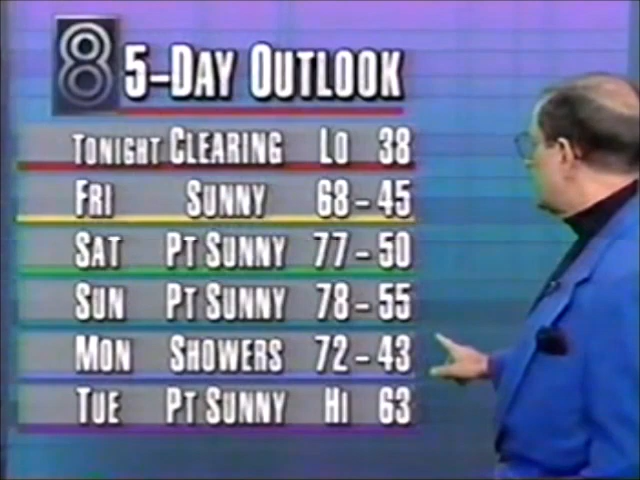 8 5-DAY OUTLOOK
TONIGHT CLEARING LO 38
FRI SUNNY 68-45
SAT PT SUNNY 77-50
SUN PT SUNNY 78-55
MON SHOWERS 72-43
TUE PT SUNNY HI 63